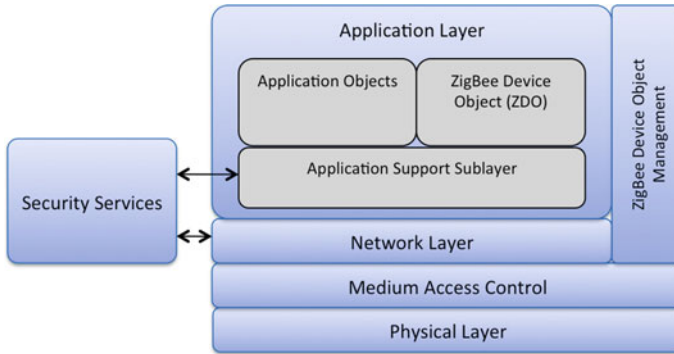 Application Layer
Application Objects
ZigBee Device
Object (ZDO)
Application Support Sublayer
ZigBee Device Object
Management
Security Services
Network Layer
Medium Access Control
Physical Layer